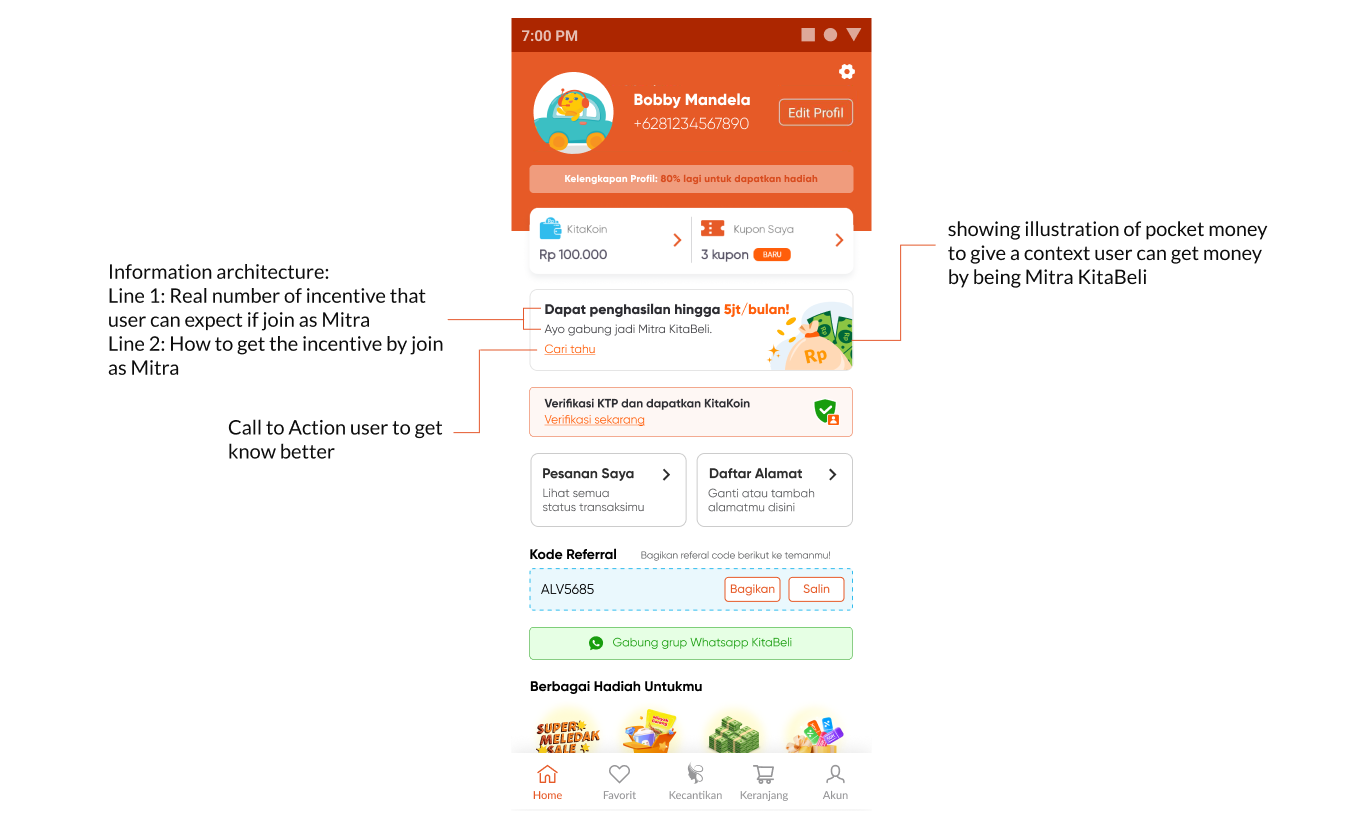 7:00 PM
Bobby Mandela
+6281234567890
Edit Profil
Kelengkapan Profil: 80% lagi untuk dapatkan hadiah
KitaKoin
Rp 100.000
Kupon Saya
3 kupon BARU
Dapat penghasilan hingga 5jt/bulan!
Ayo gabung jadi Mitra KitaBeli.
Cari tahu
Rp
Verifikasi KTP dan dapatkan KitaKoin
Verifikasi sekarang
Pesanan Saya
Lihat semua
status transaksimu
Daftar Alamat
Ganti atau tambah
alamatmu disini
Kode Referral
Bagikan referal code berikut ke temanmu!
ALV5685
Bagikan
Salin
Gabung grup Whatsapp KitaBeli
Berbagai Hadiah Untukmu
SUPER
MELEDAK
SALE
Home
Favorit
Kecantikan
Keranjang
Akun
Information architecture:
Line 1: Real number of incentive that
user can expect if join as Mitra
Line 2: How to get the incentive by join
as Mitra
Call to Action user to get
know better
showing illustration of pocket money
to give a context user can get money
by being Mitra KitaBeli